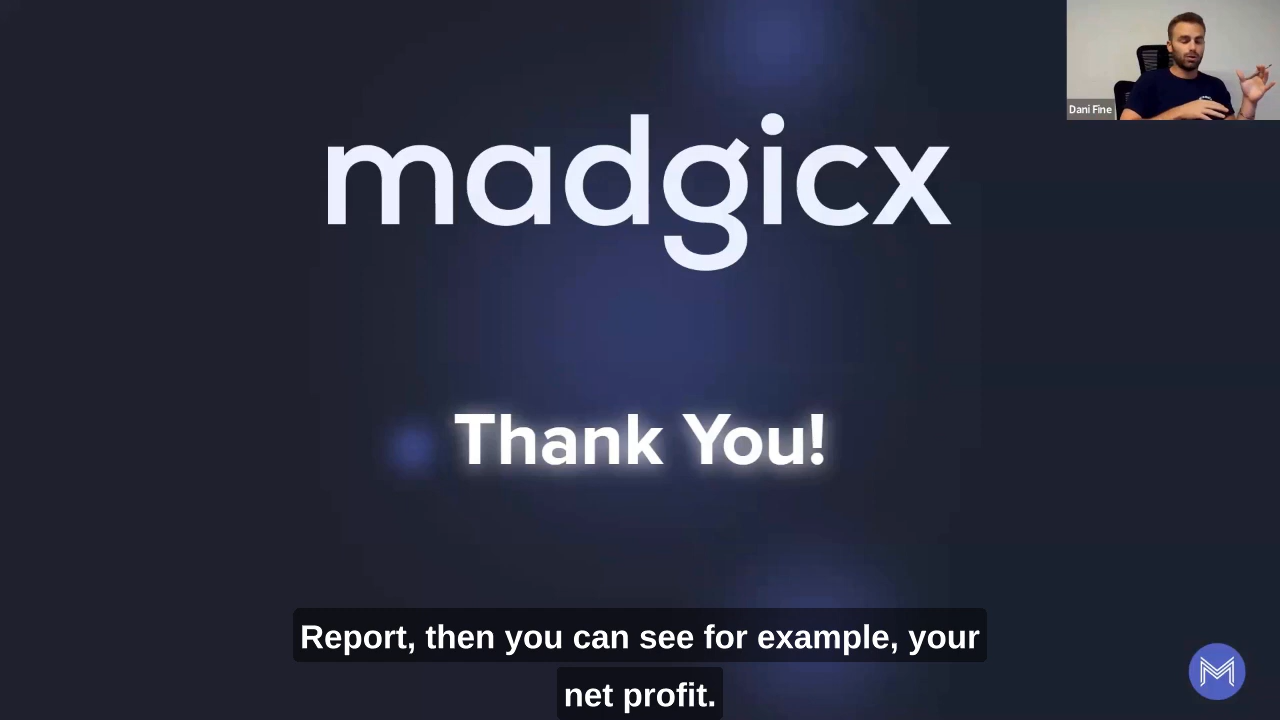 madgicx
Dani Fine
Thank You!
Report, then you can see for example, your
net profit.
M